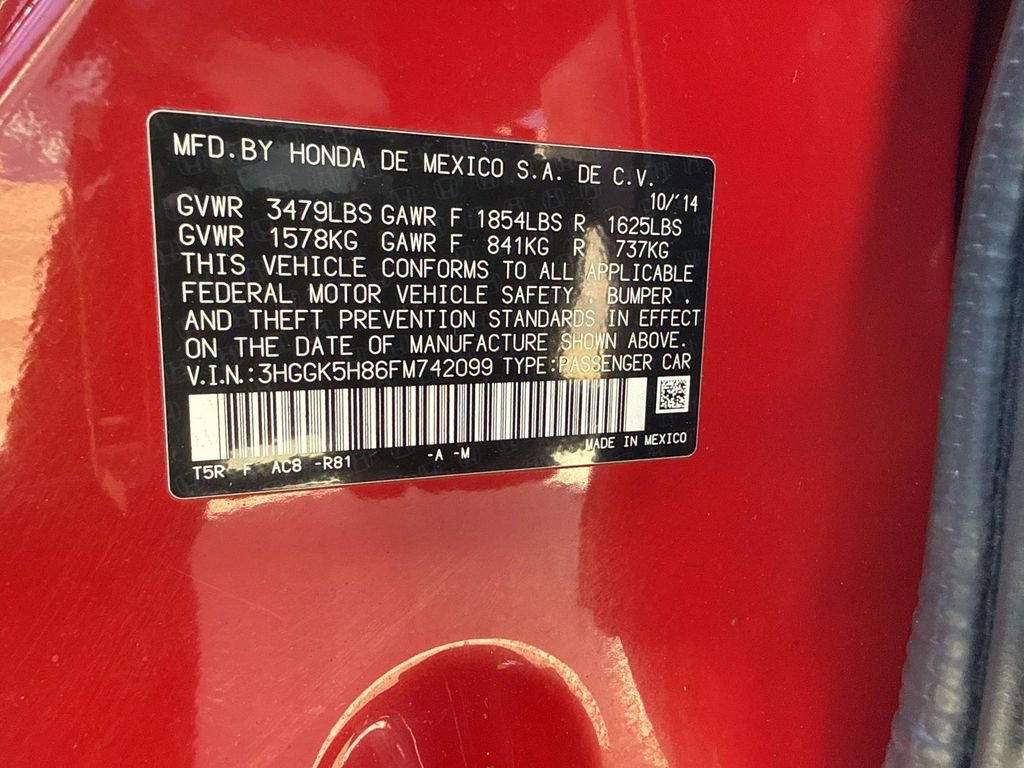 MFD.BY HONDA DE MEXICO S.A. DE C.V.
10/'14
GVWR 3479LBS GAWR F 1854LBS R 1625LBS
GVWR 1578KG GAWR F 841KG R 737KG
THIS VEHICLE CONFORMS TO ALL APPLICABLE
FEDERAL MOTOR VEHICLE SAFETY , BUMPER ,
AND THEFT PREVENTION STANDARDS IN EFFECT
ON THE DATE OF MANUFACTURE SHOWN ABOVE.
V.I.N.:3HGGK5H86FM742099 TYPE:PASSENGER CAR
MADE IN MEXICO
T5R F AC8 -R81 -A -M